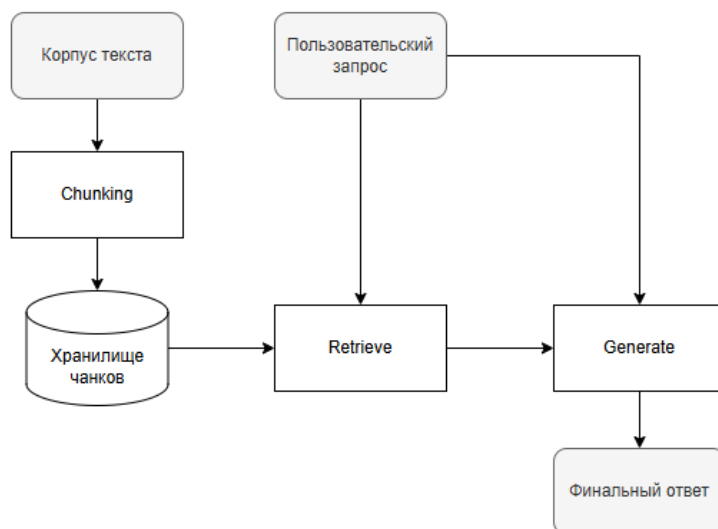 Корпус текста
Пользовательский
запрос
Chunking
Хранилище
чанков
Retrieve
Generate
Финальный ответ